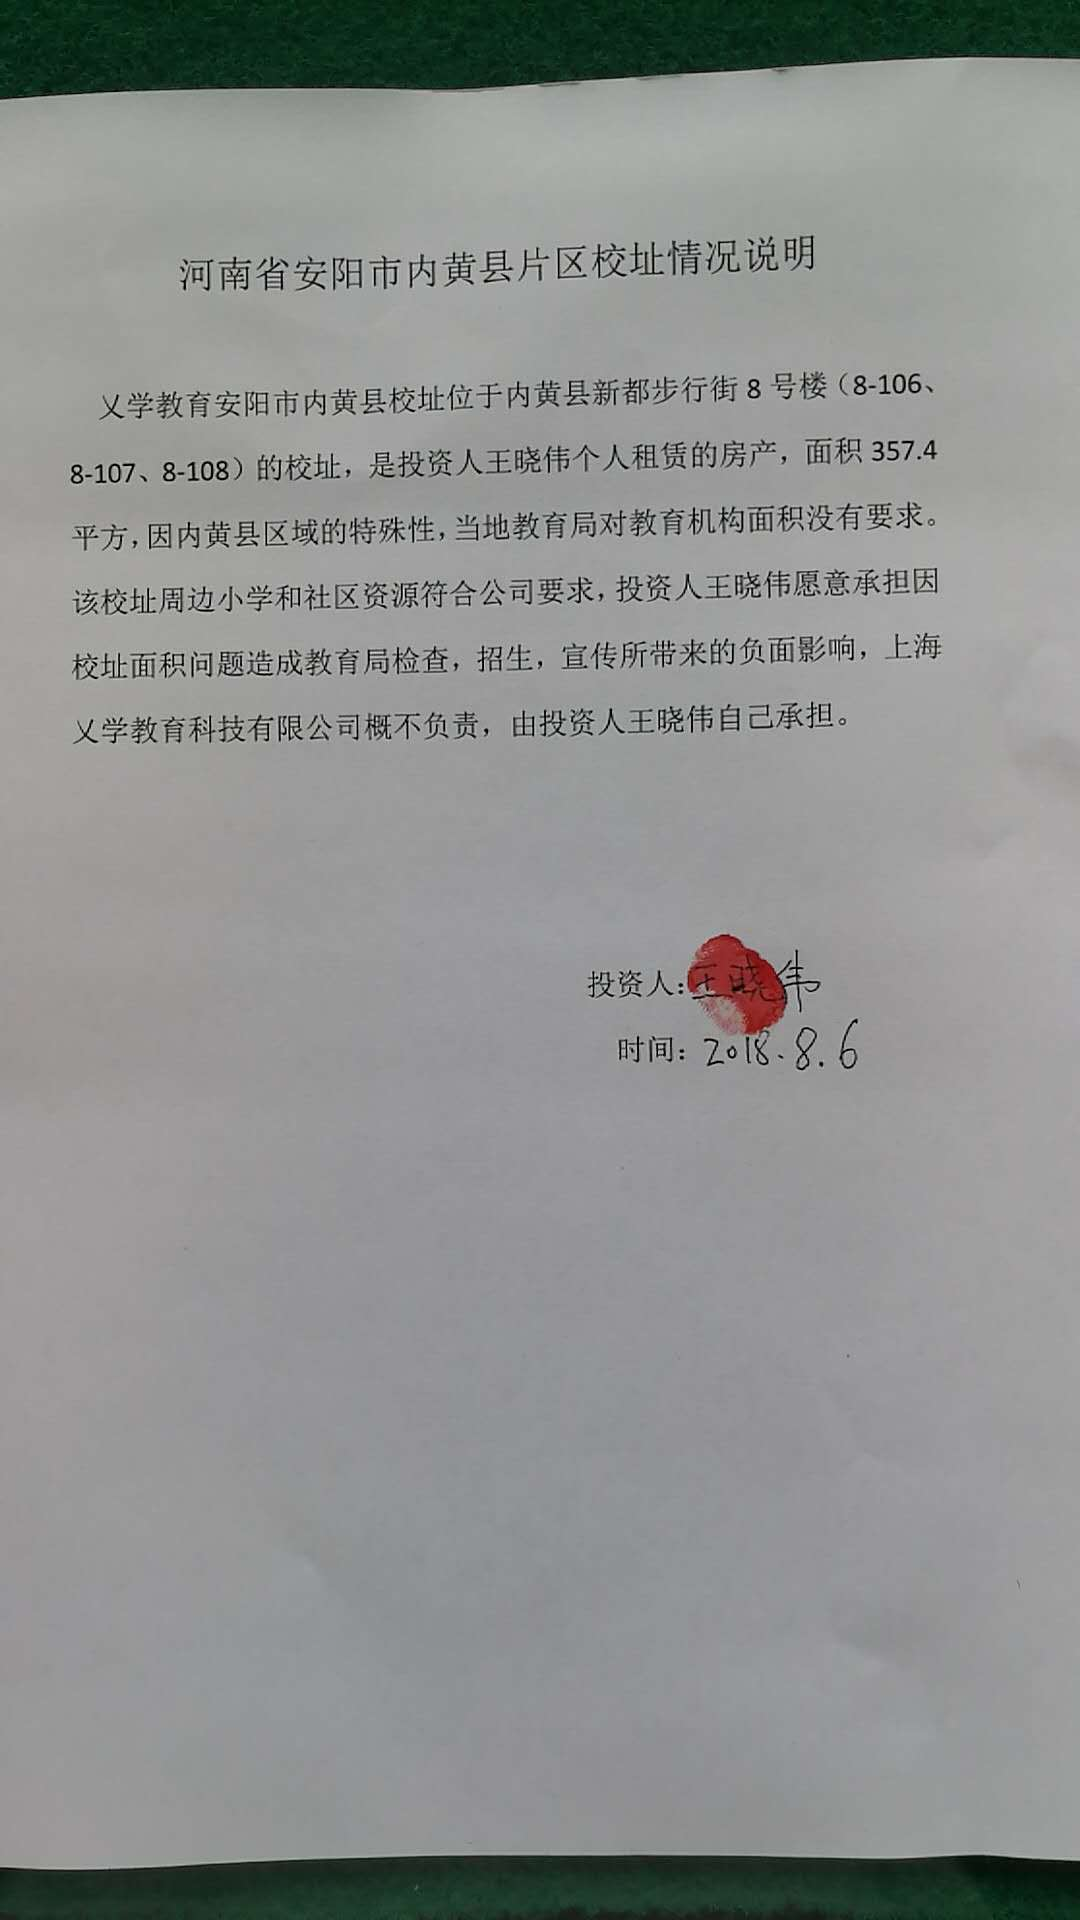 河南省安阳市内黄县片区校址情况说明
乂学教育安阳市内黄县校址位于内黄县新都步行街 8 号楼（8-106、
8-107、8-108）的校址，是投资人王晓伟个人租赁的房产，面积 357.4
平方，因内黄县区域的特殊性，当地教育局对教育机构面积没有要求。
该校址周边小学和社区资源符合公司要求，投资人王晓伟愿意承担因
校址面积问题造成教育局检查，招生，宣传所带来的负面影响，上海
乂学教育科技有限公司概不负责，由投资人王晓伟自己承担。
投资人：王晓伟
时间：2018.8.6